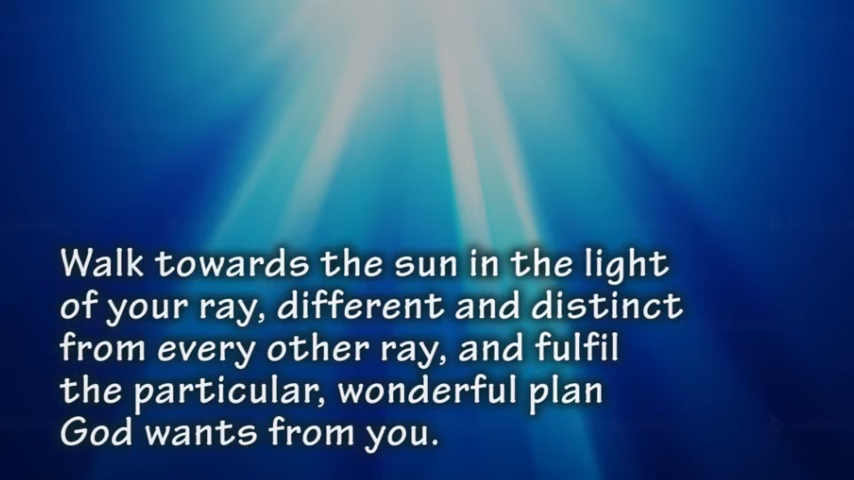 Walk towards the sun in the light
of your ray, different and distinct
from every other ray, and fulfil
the particular, wonderful plan
God wants from you.